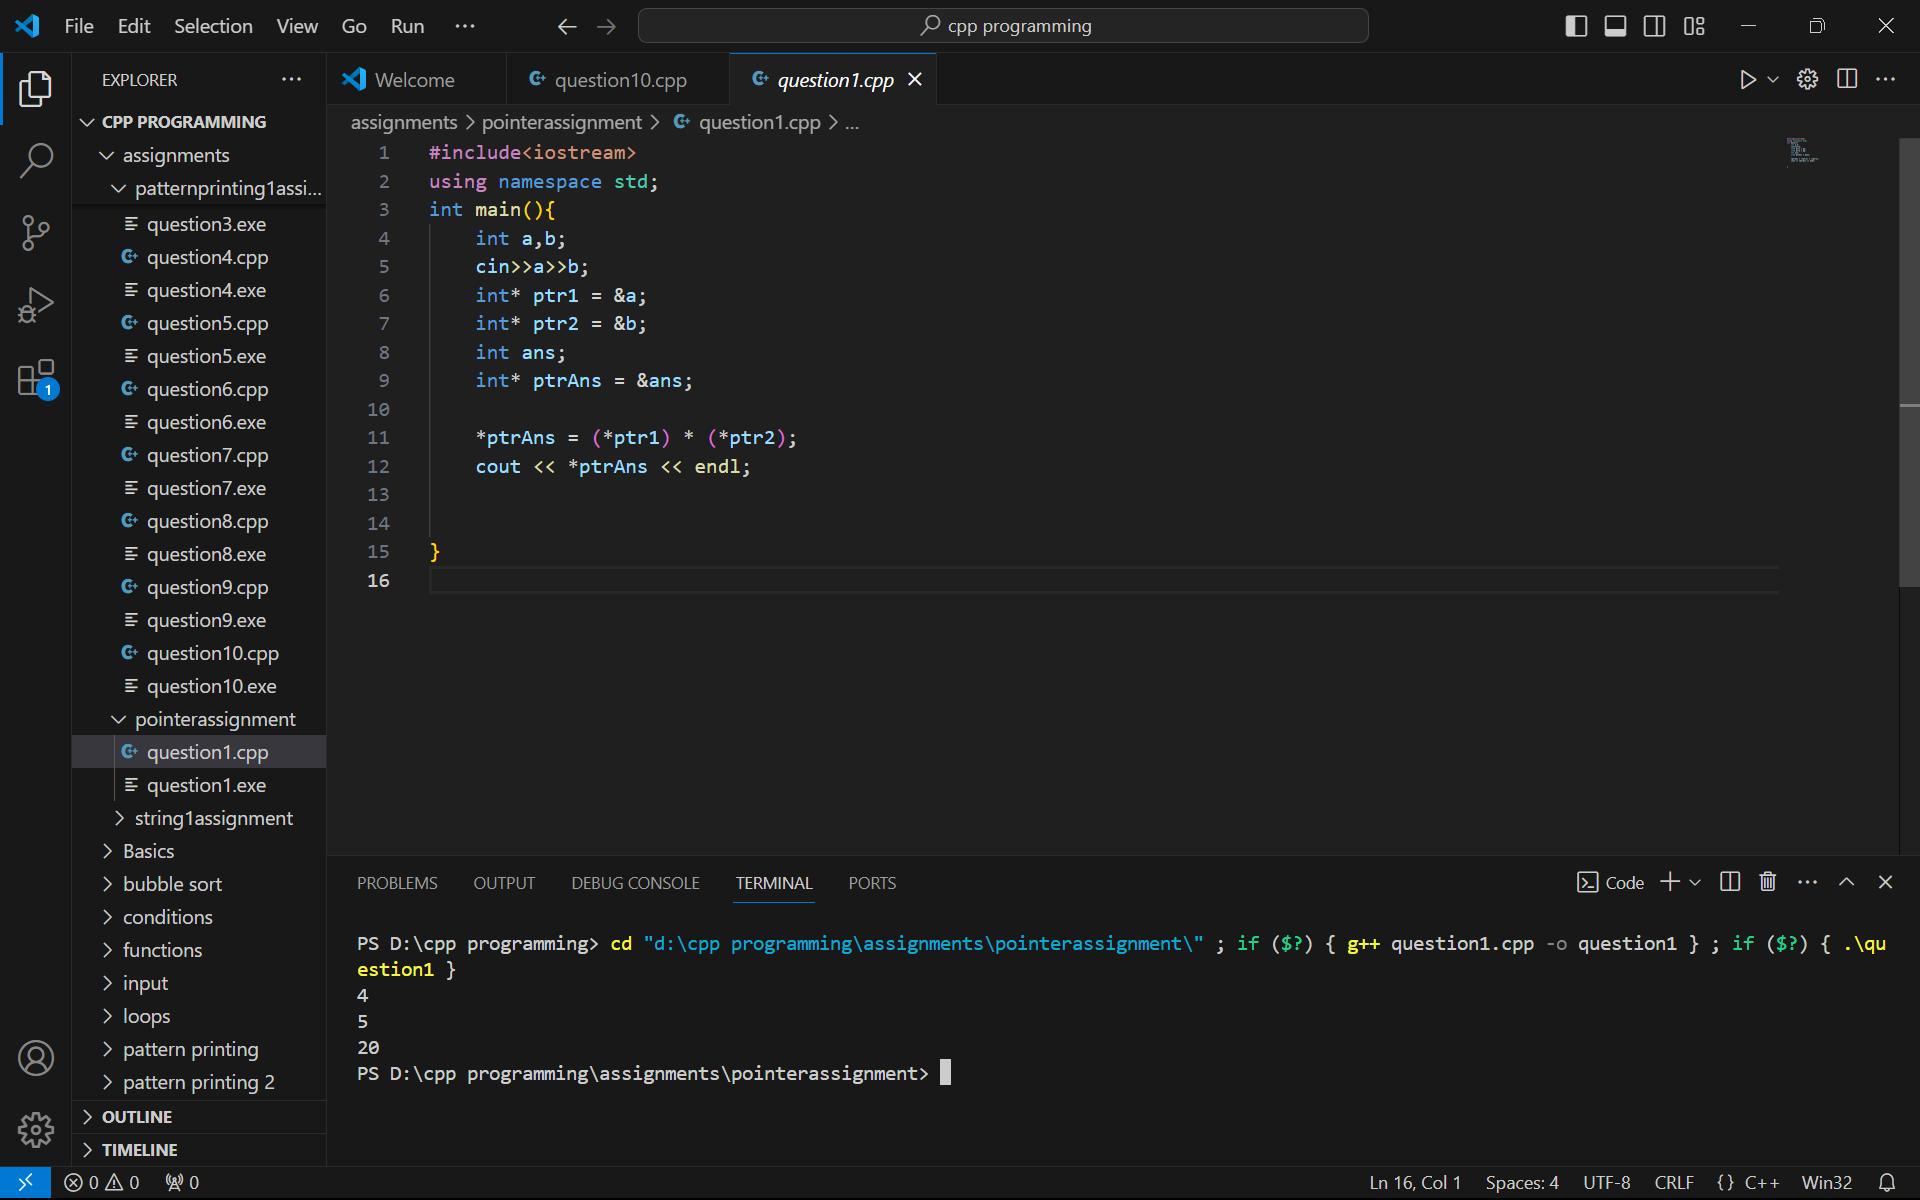 File Edit Selection View Go Run ···
cpp programming
EXPLORER ···
Welcome question10.cpp question1.cpp
assignments > pointerassignment > question1.cpp > ...
CPP PROGRAMMING
assignments
patternprinting1assi...
question3.exe
question4.cpp
question4.exe
question5.cpp
question5.exe
question6.cpp
question6.exe
question7.cpp
question7.exe
question8.cpp
question8.exe
question9.cpp
question9.exe
question10.cpp
question10.exe
pointerassignment
question1.cpp
question1.exe
string1assignment
Basics
bubble sort
conditions
functions
input
loops
pattern printing
pattern printing 2
OUTLINE
TIMELINE
1
1 #include<iostream>
2 using namespace std;
3 int main(){
4 int a,b;
5 cin>>a>>b;
6 int* ptr1 = &a;
7 int* ptr2 = &b;
8 int ans;
9 int* ptrAns = &ans;
10
11 *ptrAns = (*ptr1) * (*ptr2);
12 cout << *ptrAns << endl;
13
14
15 }
16
PROBLEMS OUTPUT DEBUG CONSOLE TERMINAL PORTS
Code
PS D:\cpp programming> cd "d:\cpp programming\assignments\pointerassignment\" ; if ($?) { g++ question1.cpp -o question1 } ; if ($?) { .\qu
estion1 }
4
5
20
PS D:\cpp programming\assignments\pointerassignment>
0 0 0
Ln 16, Col 1 Spaces: 4 UTF-8 CRLF {} C++ Win32